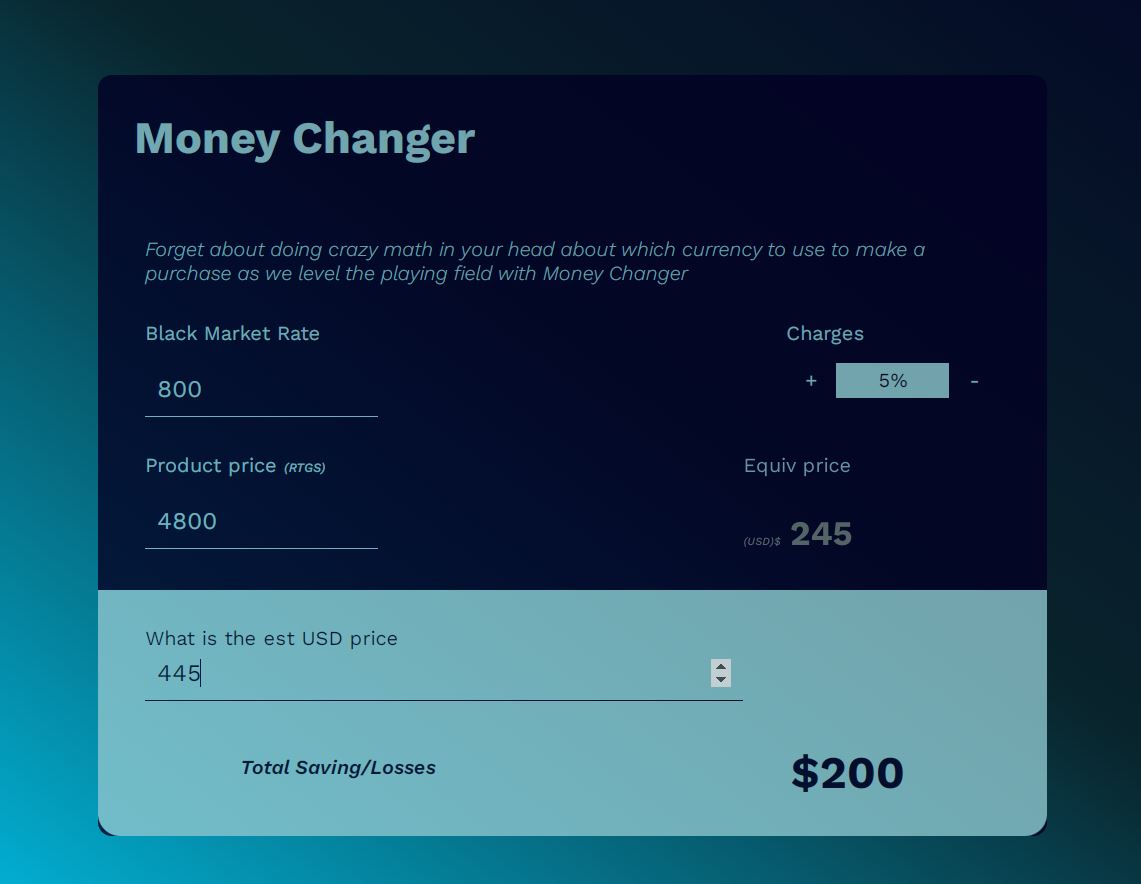 Money Changer
Forget about doing crazy math in your head about which currency to use to make a
purchase as we level the playing field with Money Changer
Black Market Rate
Charges
800
+ 5% -
Product price (RTGS)
Equiv price
4800
(USD)$ 245
What is the est USD price
445
Total Saving/Losses
$200